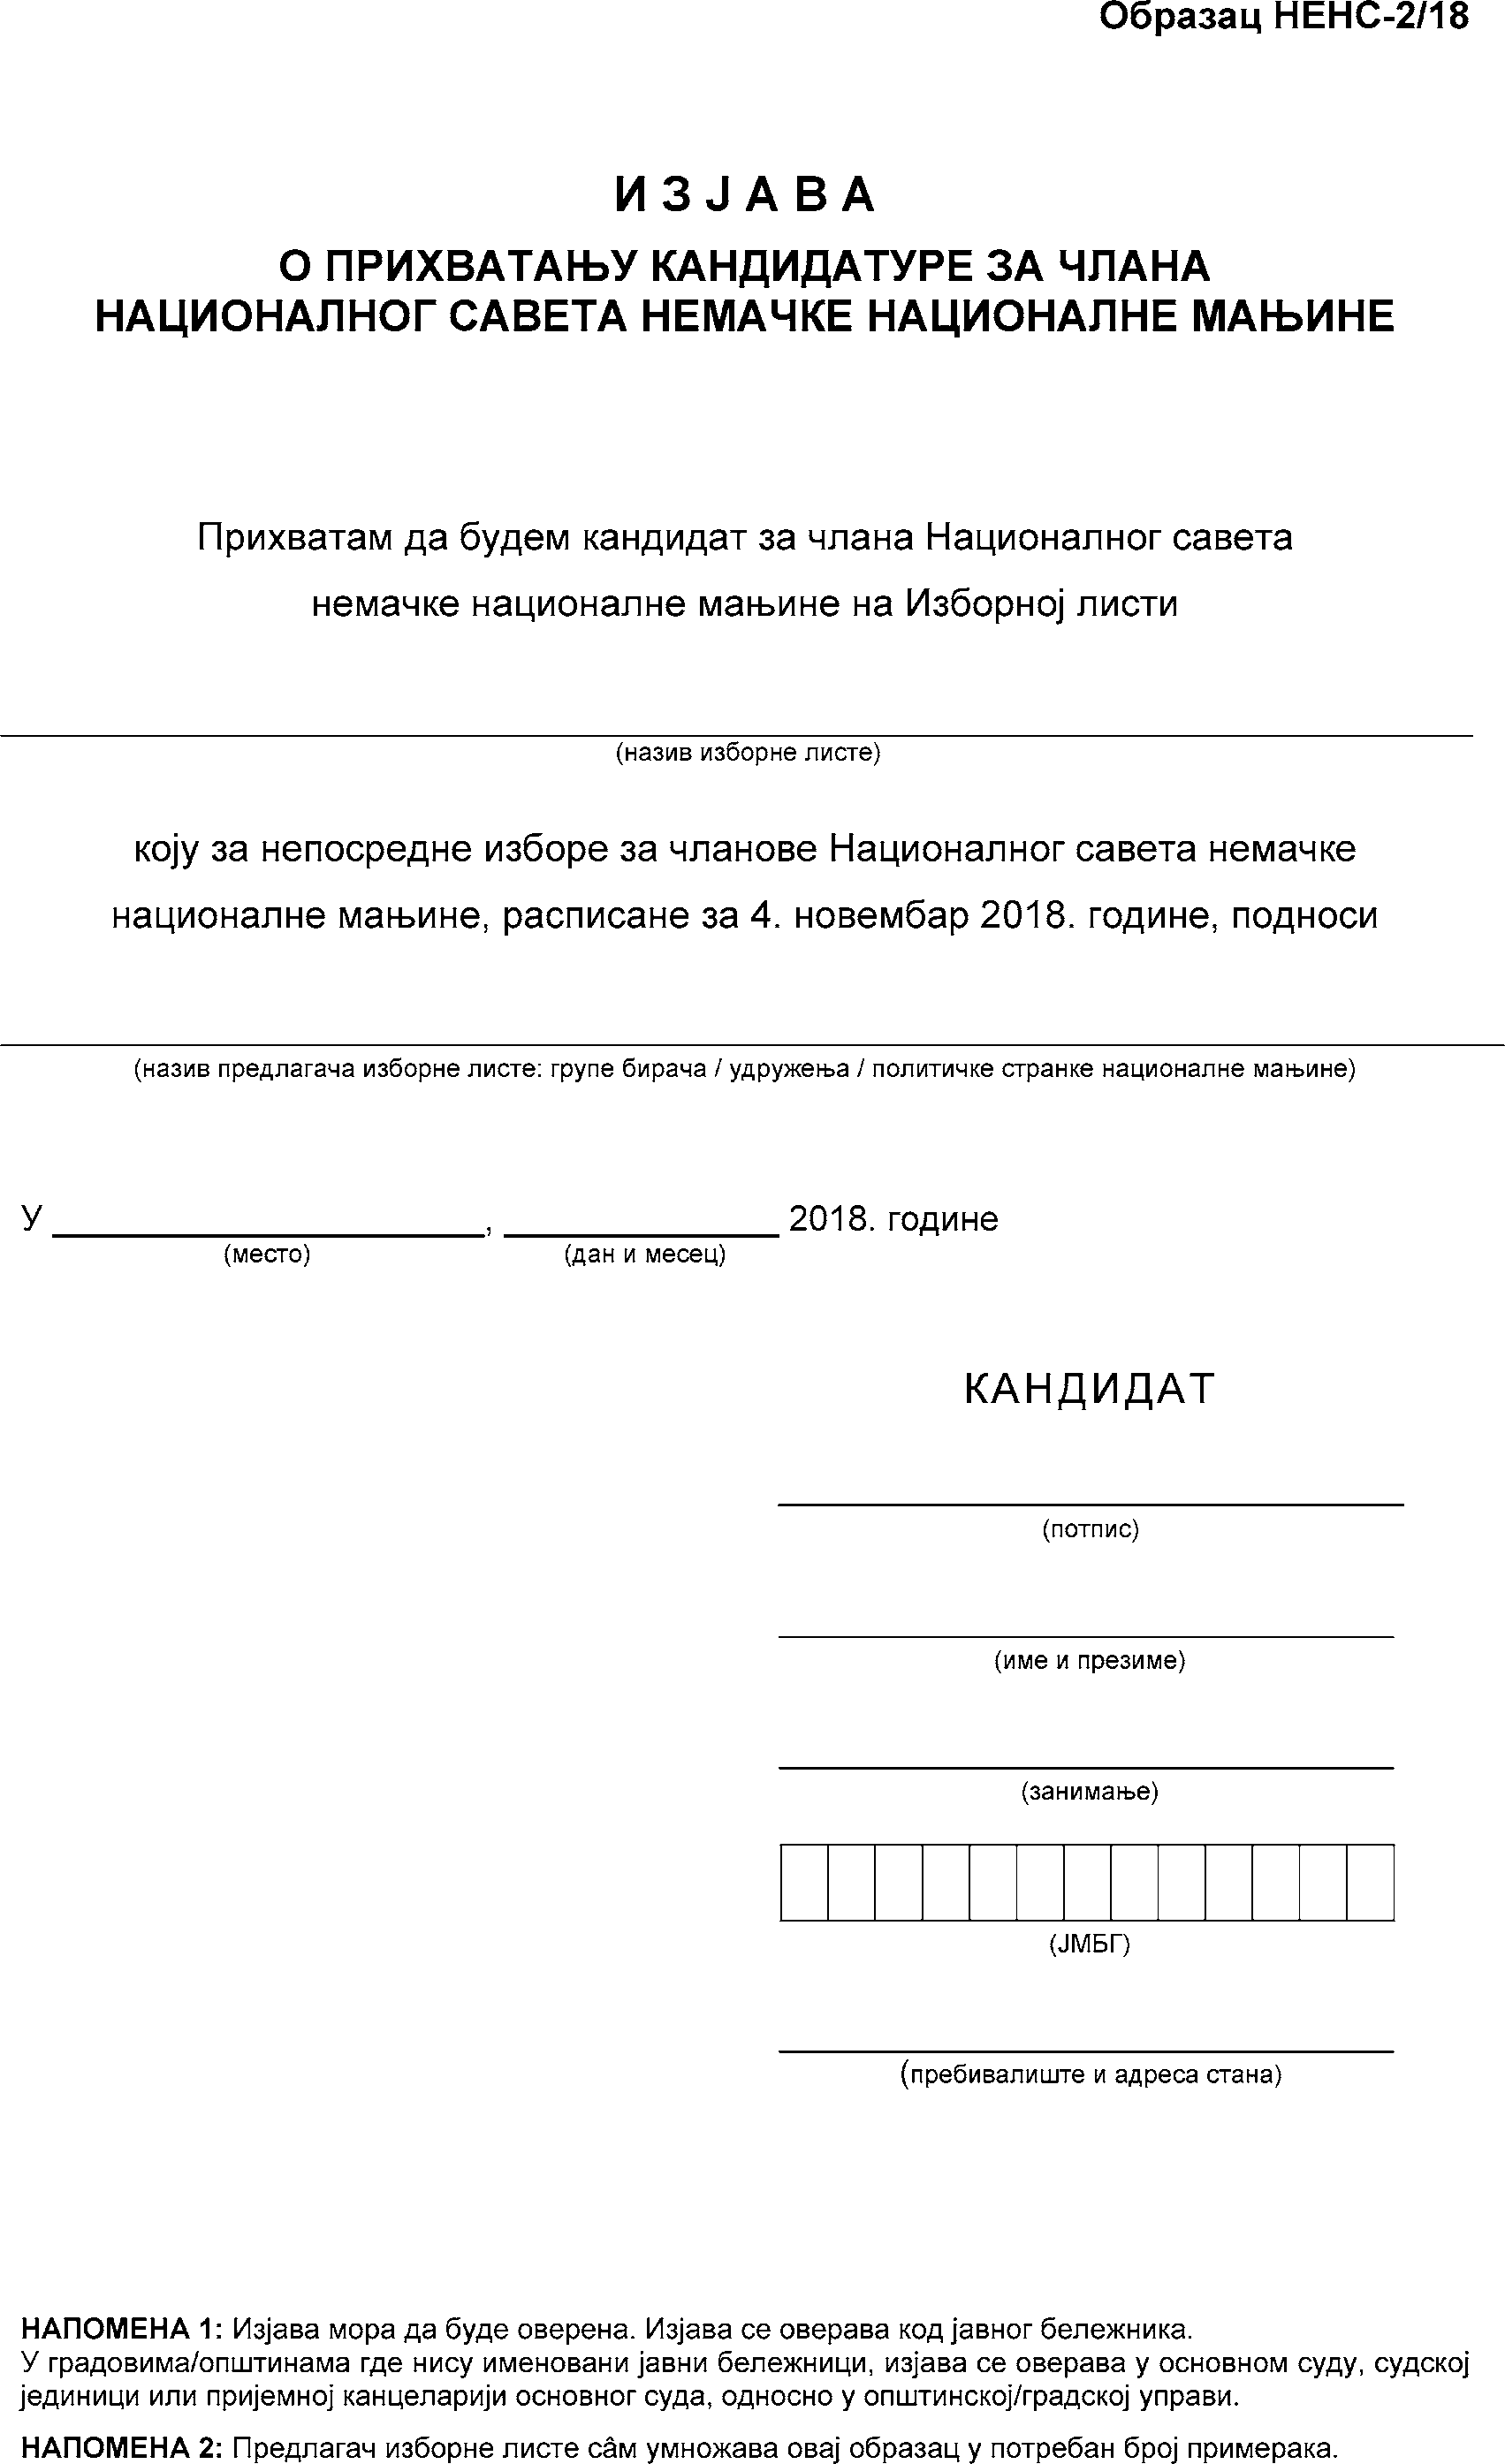 Образац НЕНС-2/18
И З Ј А В А
О ПРИХВАТАЊУ КАНДИДАТУРЕ ЗА ЧЛАНА
НАЦИОНАЛНОГ САВЕТА НЕМАЧКЕ НАЦИОНАЛНЕ МАЊИНЕ
Прихватам да будем кандидат за члана Националног савета
немачке националне мањине на Изборној листи
(назив изборне листе)
коју за непосредне изборе за чланове Националног савета немачке
националне мањине, расписане за 4. новембар 2018. године, подноси
(назив предлагача изборне листе: групе бирача / удружења / политичке странке националне мањине)
У ____________________, ____________ 2018. године
(место) (дан и месец)
КАНДИДАТ
(потпис)
(име и презиме)
(занимање)
(ЈМБГ)
(пребивалиште и адреса стана)
НАПОМЕНА 1: Изјава мора да буде оверена. Изјава се оверава код јавног бележника.
У градовима/општинама где нису именовани јавни бележници, изјава се оверава у основном суду, судској
јединици или пријемној канцеларији основног суда, односно у општинској/градској управи.
НАПОМЕНА 2: Предлагач изборне листе сâм умножава овај образац у потребан број примерака.